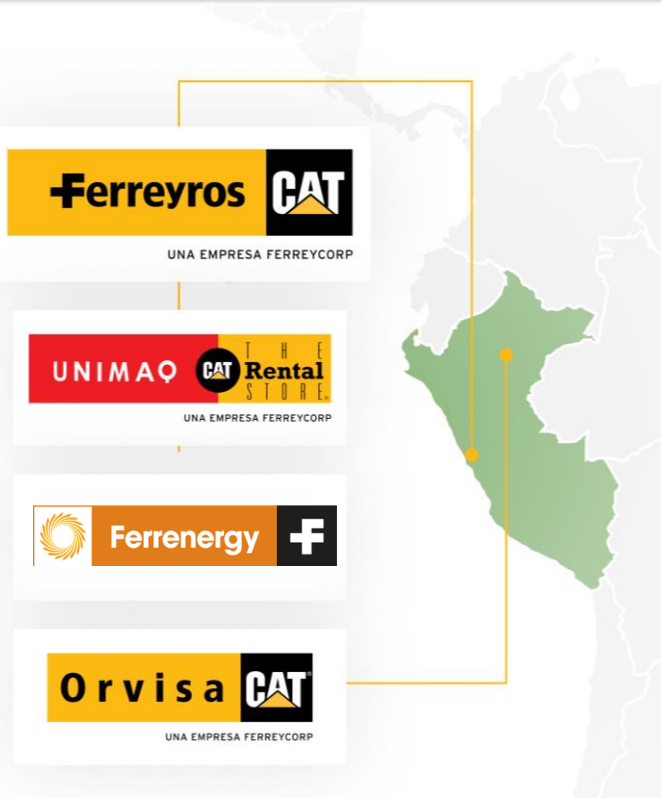 Ferreyros CAT
UNA EMPRESA FERREYCORP
UNIMAQ CAT THE Rental STORE®
UNA EMPRESA FERREYCORP
Ferrenergy F
Orvisa CAT®
UNA EMPRESA FERREYCORP